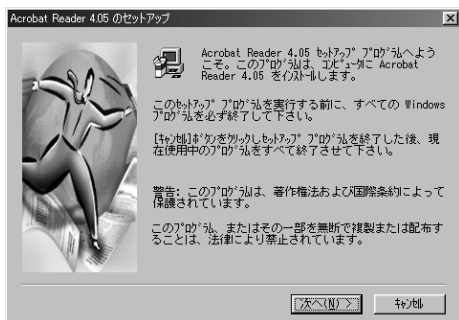 Acrobat Reader 4.05 のセットアップ
Acrobat Reader 4.05 ｾｯﾄｱｯﾌﾟ ﾌﾟﾛｸﾞﾗﾑへよう
こそ。このﾌﾟﾛｸﾞﾗﾑは、ｺﾝﾋﾟｭｰﾀに Acrobat
Reader 4.05 をｲﾝｽﾄｰﾙします。
このｾｯﾄｱｯﾌﾟ ﾌﾟﾛｸﾞﾗﾑを実行する前に、すべての Windows
ﾌﾟﾛｸﾞﾗﾑを必ず終了して下さい。
[ｷｬﾝｾﾙ]ﾎﾞﾀﾝをｸﾘｯｸしｾｯﾄｱｯﾌﾟ ﾌﾟﾛｸﾞﾗﾑを終了した後、現
在使用中のﾌﾟﾛｸﾞﾗﾑをすべて終了させて下さい。
警告: このﾌﾟﾛｸﾞﾗﾑは、著作権法および国際条約によって
保護されています。
このﾌﾟﾛｸﾞﾗﾑ、またはその一部を無断で複製または配布す
ることは、法律により禁止されています。
次へ(N) >
ｷｬﾝｾﾙ